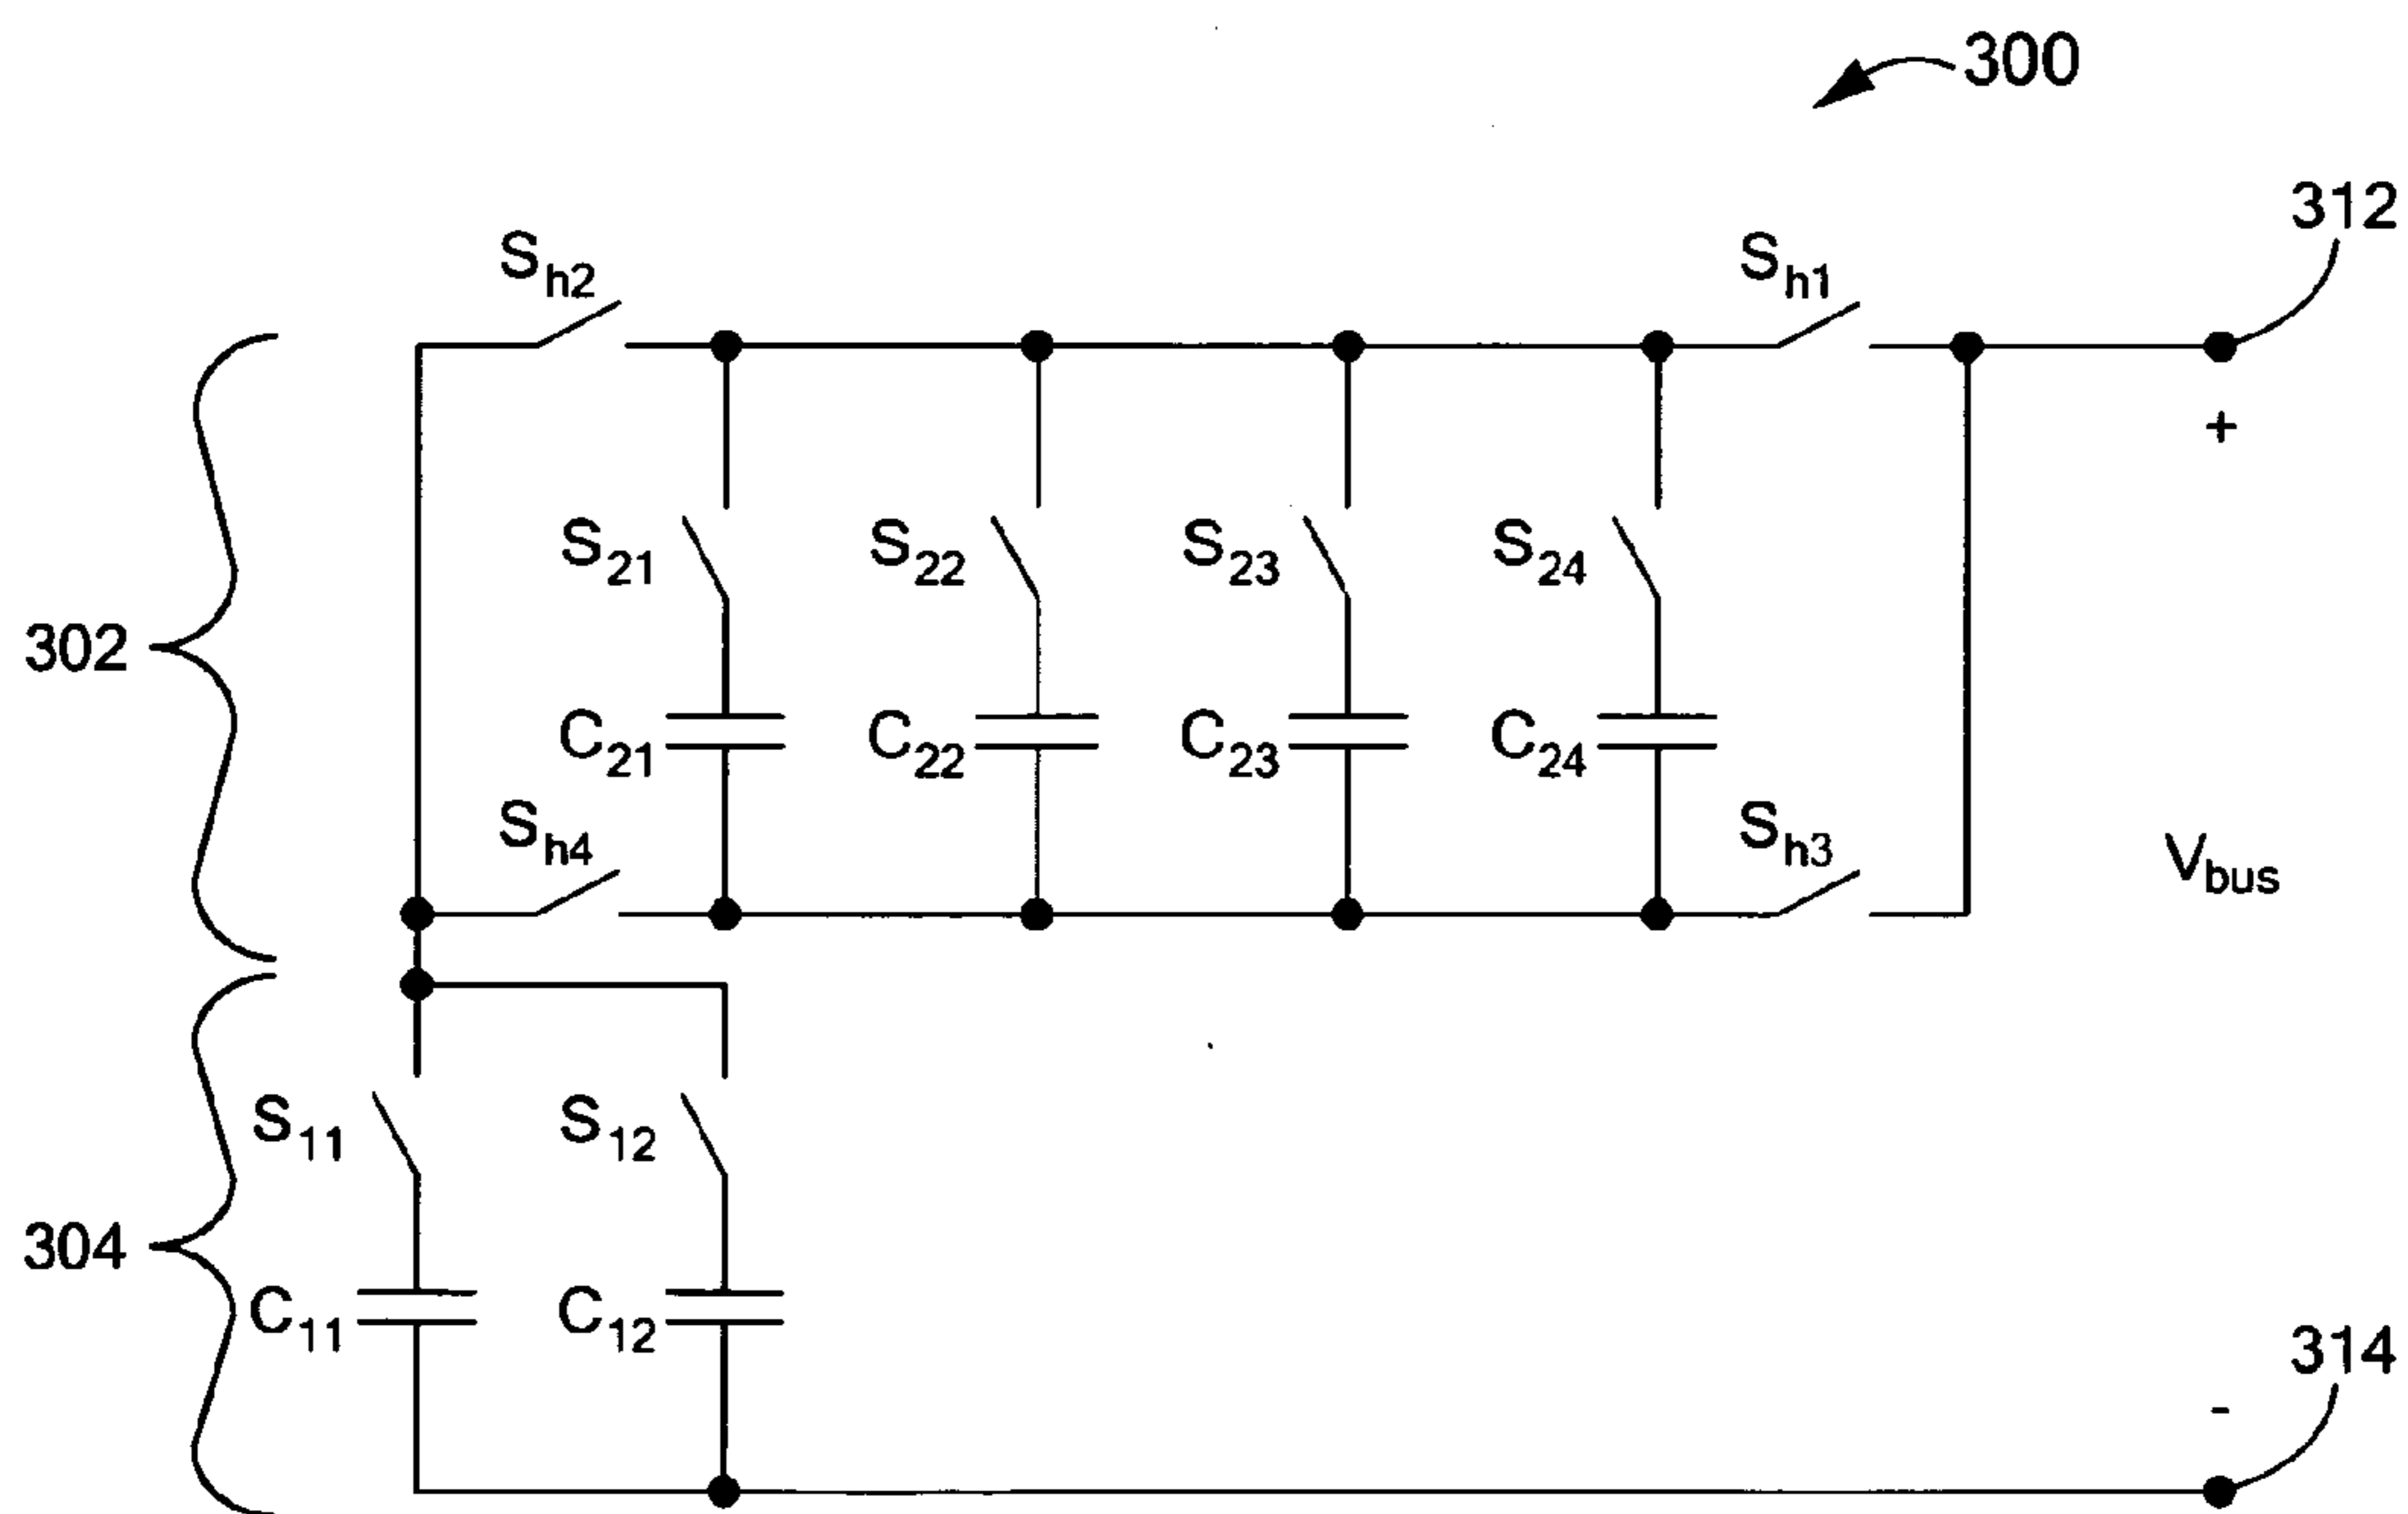 300
312
S_h2
S_h1
+
S_21
S_22
S_23
S_24
302
C_21
C_22
C_23
C_24
S_h4
S_h3
V_bus
S_11
S_12
304
C_11
C_12
314
-